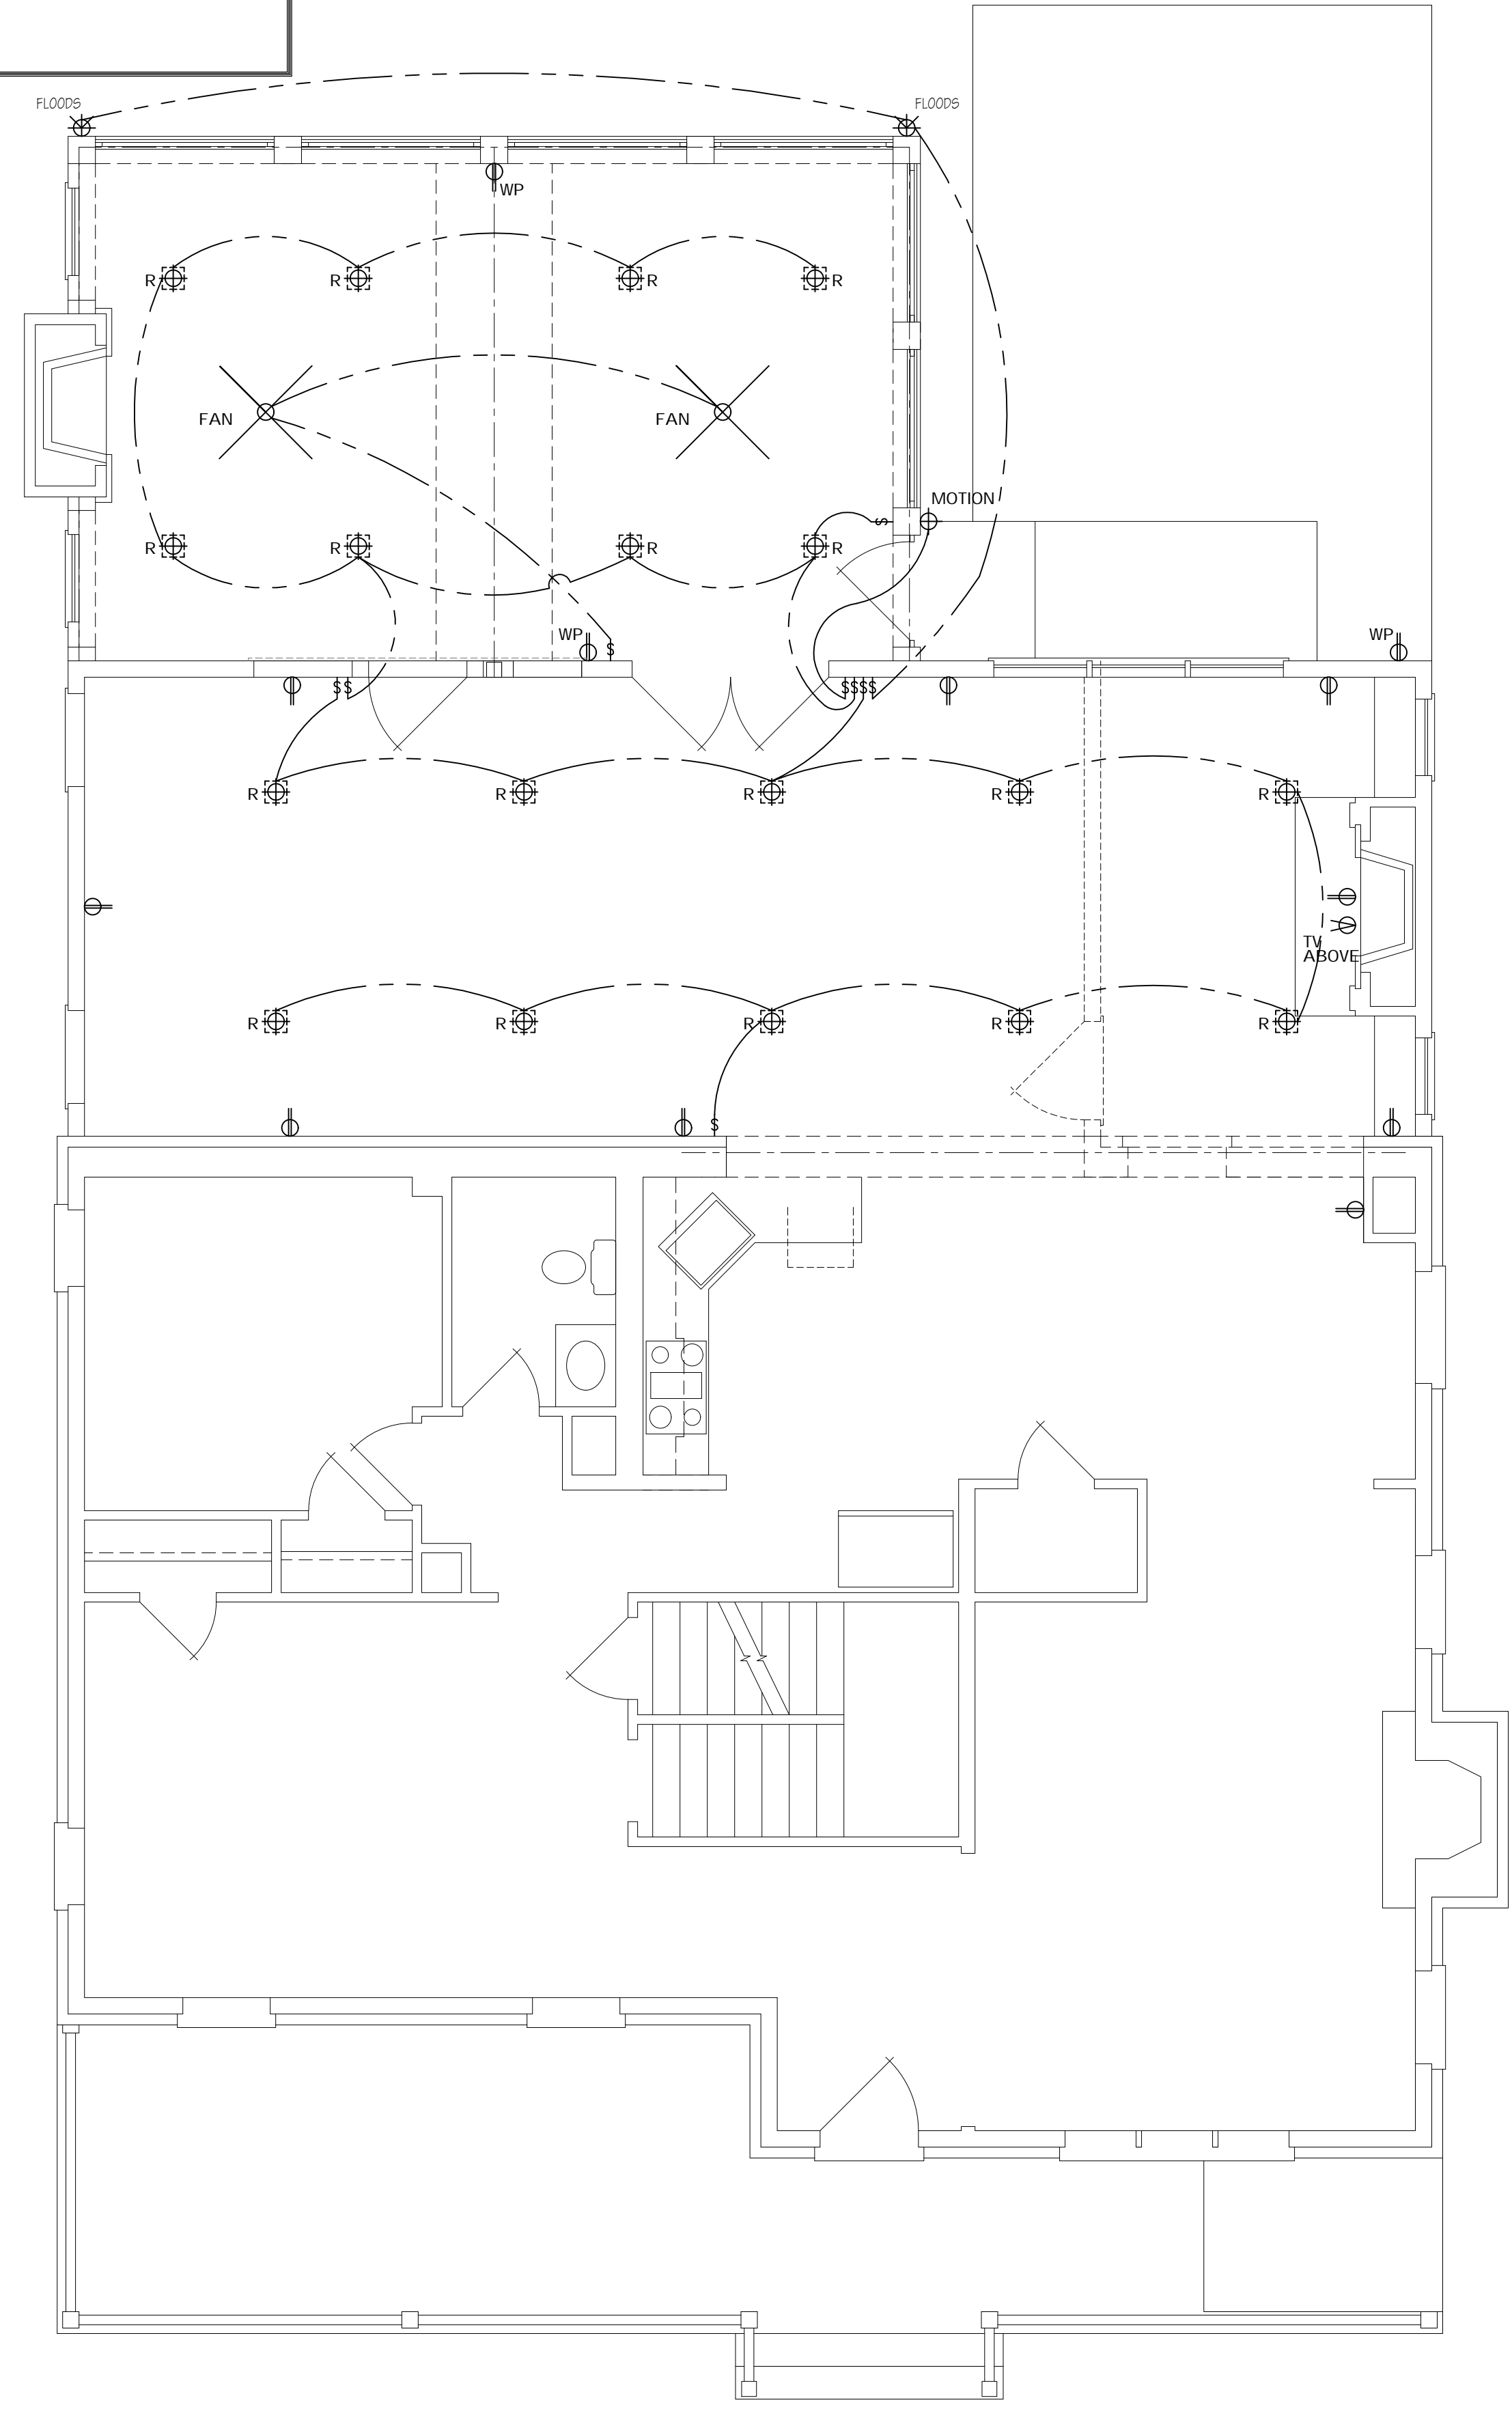 FLOODS FLOODS
WP
R R R R
FAN FAN
MOTION
R R R R
$
WP $ WP
$$ $$$$
R R R R R
TV
ABOVE
R R R R R
$